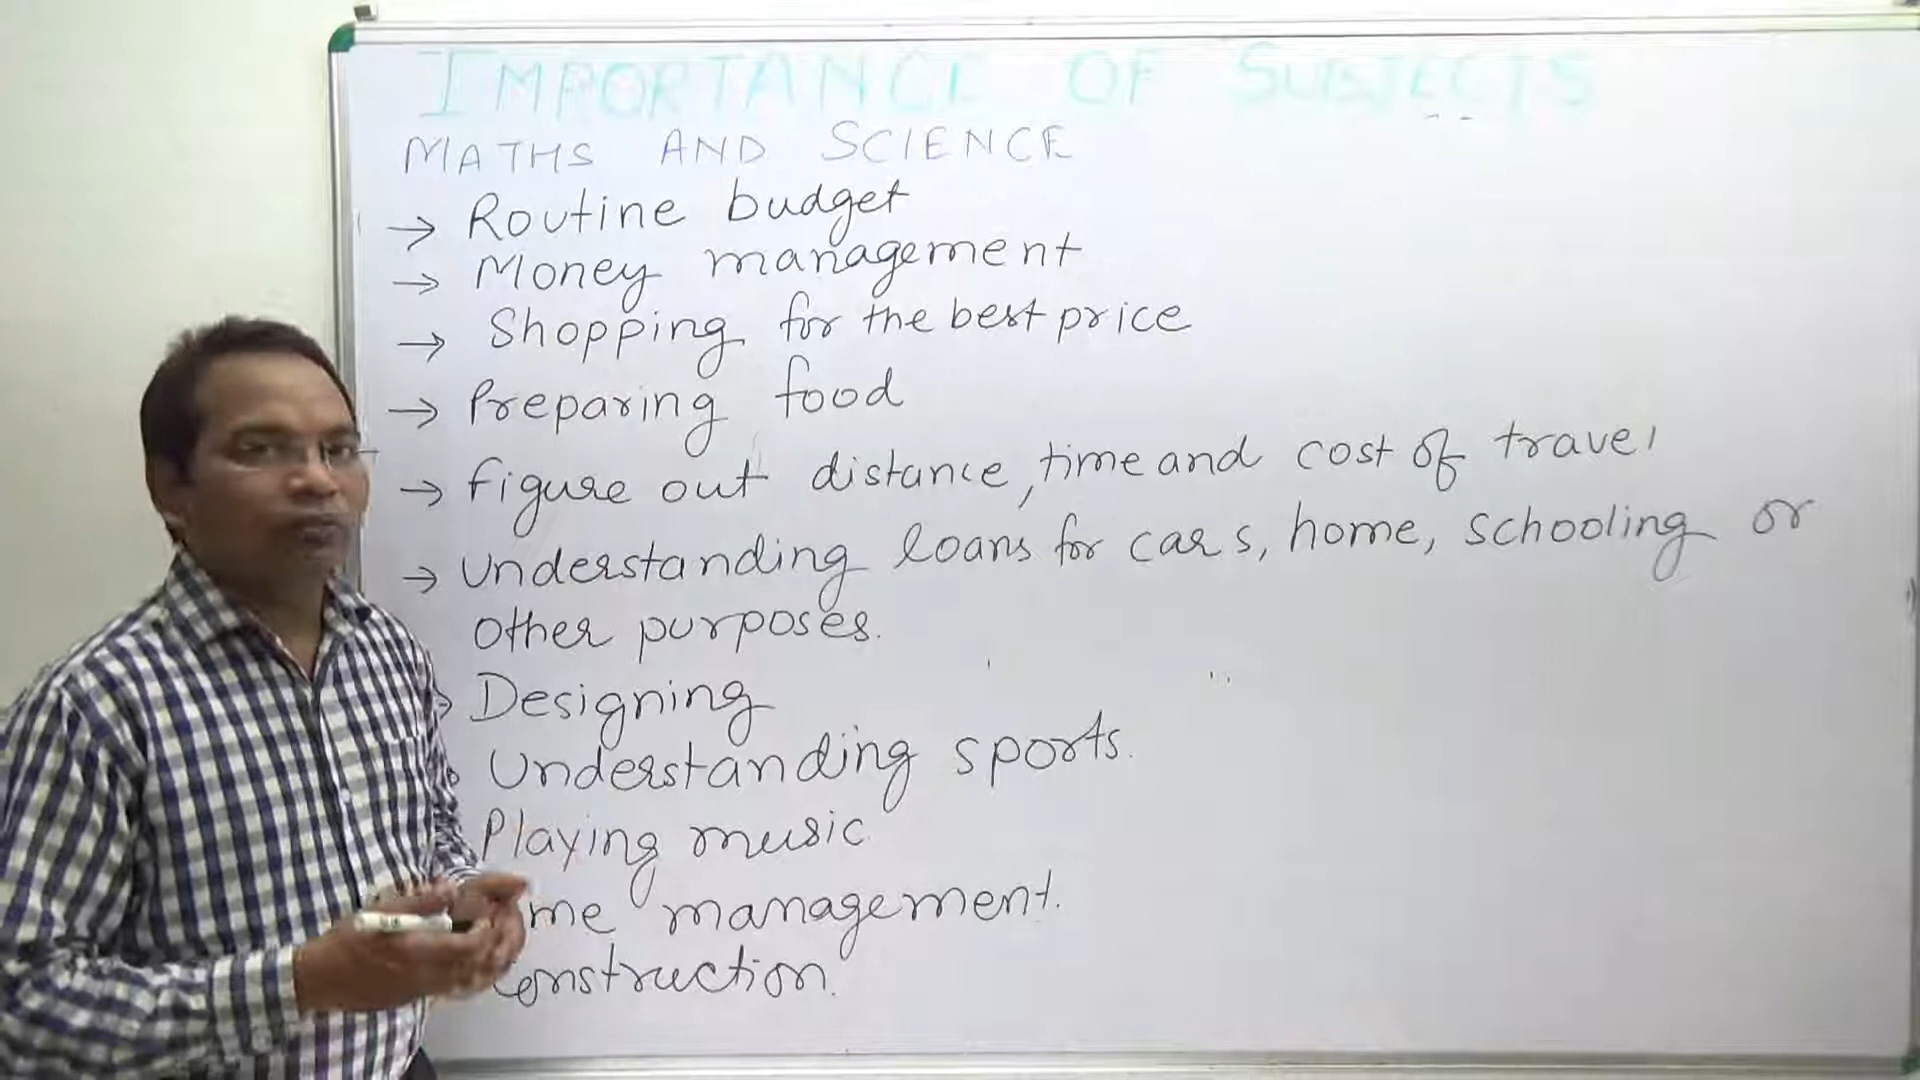 IMPORTANCE OF SUBJECTS
MATHS AND SCIENCE
→ Routine budget
→ Money management
→ Shopping for the best price
→ Preparing food
→ figure out distance, time and cost of travel
→ Understanding loans for cars, home, schooling or
other purposes.
Designing
Understanding sports.
Playing music
me management.
Construction.